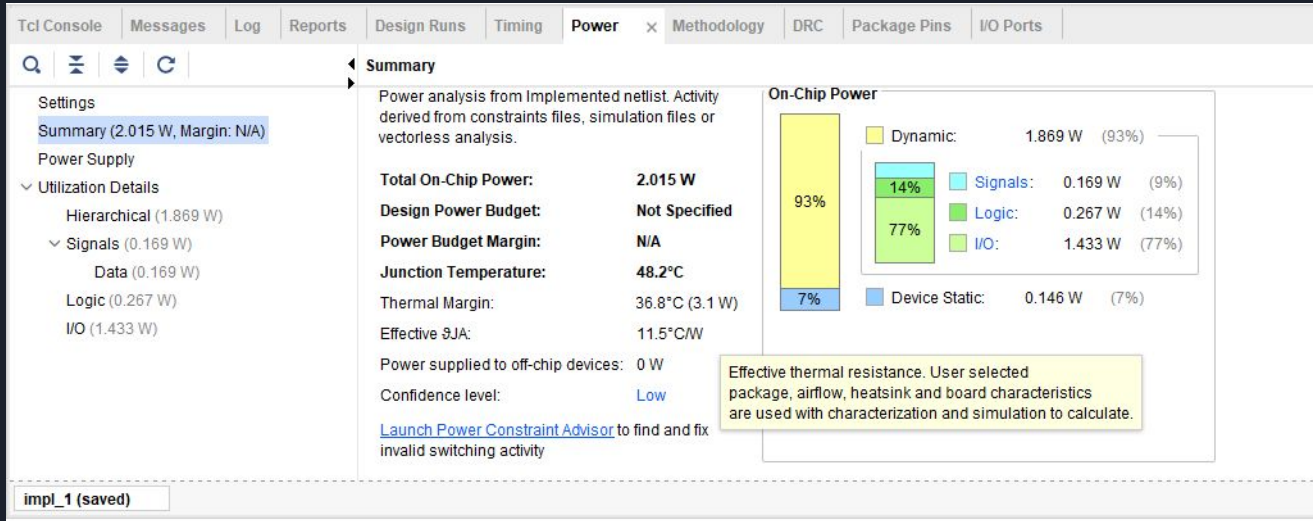 Tcl Console Messages Log Reports Design Runs Timing Power × Methodology DRC Package Pins I/O Ports
Settings
Summary (2.015 W, Margin: N/A)
Power Supply
Utilization Details
Hierarchical (1.869 W)
Signals (0.169 W)
Data (0.169 W)
Logic (0.267 W)
I/O (1.433 W)
Summary
Power analysis from Implemented netlist. Activity
derived from constraints files, simulation files or
vectorless analysis.
Total On-Chip Power: 2.015 W
Design Power Budget: Not Specified
Power Budget Margin: N/A
Junction Temperature: 48.2°C
Thermal Margin: 36.8°C (3.1 W)
Effective ϑJA: 11.5°C/W
Power supplied to off-chip devices: 0 W
Confidence level: Low
Launch Power Constraint Advisor to find and fix
invalid switching activity
On-Chip Power
93%
7%
Dynamic: 1.869 W (93%)
14%
77%
Signals: 0.169 W (9%)
Logic: 0.267 W (14%)
I/O: 1.433 W (77%)
Device Static: 0.146 W (7%)
Effective thermal resistance. User selected
package, airflow, heatsink and board characteristics
are used with characterization and simulation to calculate.
impl_1 (saved)